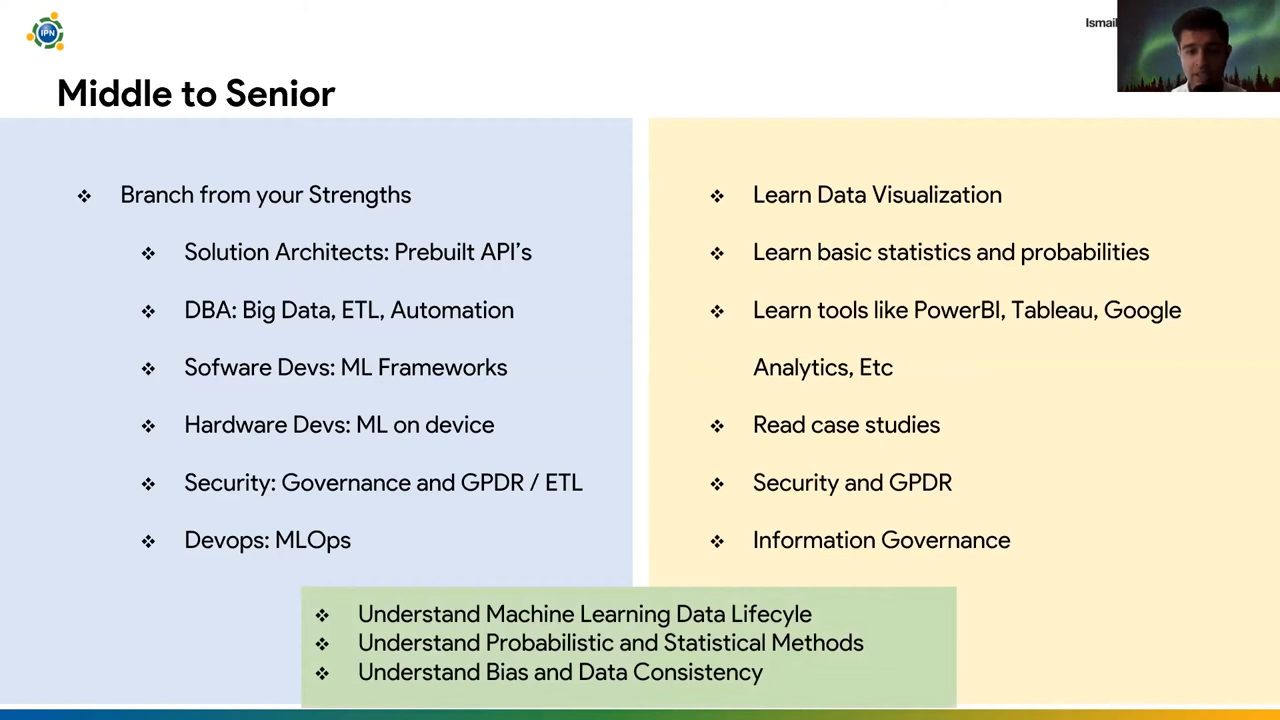 IPN
Ismail
Middle to Senior
❖ Branch from your Strengths
❖ Solution Architects: Prebuilt API’s
❖ DBA: Big Data, ETL, Automation
❖ Sofware Devs: ML Frameworks
❖ Hardware Devs: ML on device
❖ Security: Governance and GPDR / ETL
❖ Devops: MLOps
❖ Learn Data Visualization
❖ Learn basic statistics and probabilities
❖ Learn tools like PowerBI, Tableau, Google
Analytics, Etc
❖ Read case studies
❖ Security and GPDR
❖ Information Governance
❖ Understand Machine Learning Data Lifecyle
❖ Understand Probabilistic and Statistical Methods
❖ Understand Bias and Data Consistency